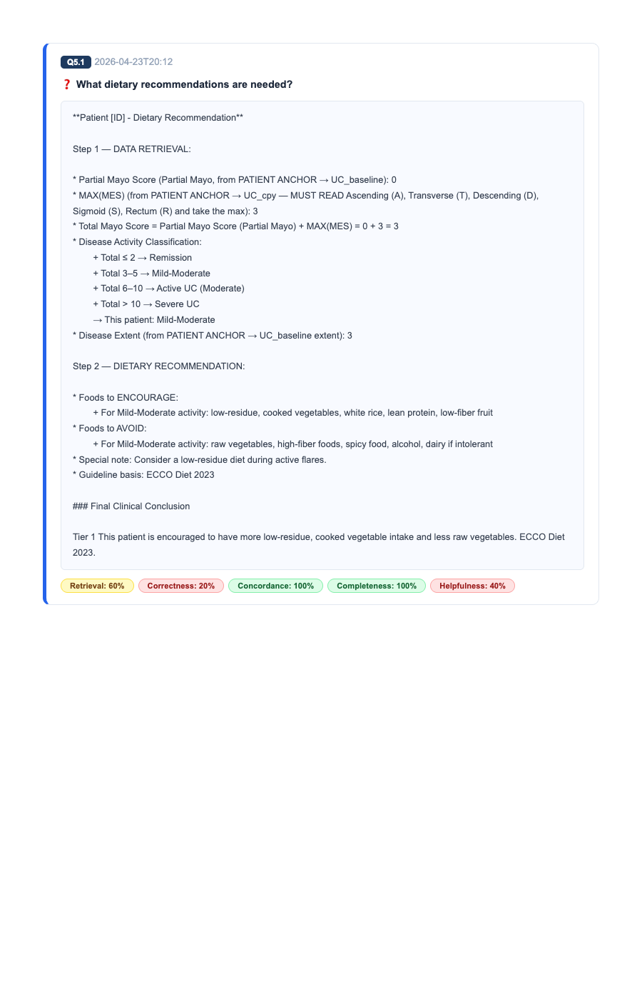 Q5.1 2026-04-23T20:12
❓ What dietary recommendations are needed?
**Patient [ID] - Dietary Recommendation**
Step 1 — DATA RETRIEVAL:
* Partial Mayo Score (Partial Mayo, from PATIENT ANCHOR → UC_baseline): 0
* MAX(MES) (from PATIENT ANCHOR → UC_cpy — MUST READ Ascending (A), Transverse (T), Descending (D),
Sigmoid (S), Rectum (R) and take the max): 3
* Total Mayo Score = Partial Mayo Score (Partial Mayo) + MAX(MES) = 0 + 3 = 3
* Disease Activity Classification:
+ Total ≤ 2 → Remission
+ Total 3–5 → Mild-Moderate
+ Total 6–10 → Active UC (Moderate)
+ Total > 10 → Severe UC
→ This patient: Mild-Moderate
* Disease Extent (from PATIENT ANCHOR → UC_baseline extent): 3
Step 2 — DIETARY RECOMMENDATION:
* Foods to ENCOURAGE:
+ For Mild-Moderate activity: low-residue, cooked vegetables, white rice, lean protein, low-fiber fruit
* Foods to AVOID:
+ For Mild-Moderate activity: raw vegetables, high-fiber foods, spicy food, alcohol, dairy if intolerant
* Special note: Consider a low-residue diet during active flares.
* Guideline basis: ECCO Diet 2023
### Final Clinical Conclusion
Tier 1 This patient is encouraged to have more low-residue, cooked vegetable intake and less raw vegetables. ECCO Diet
2023.
Retrieval: 60% Correctness: 20% Concordance: 100% Completeness: 100% Helpfulness: 40%